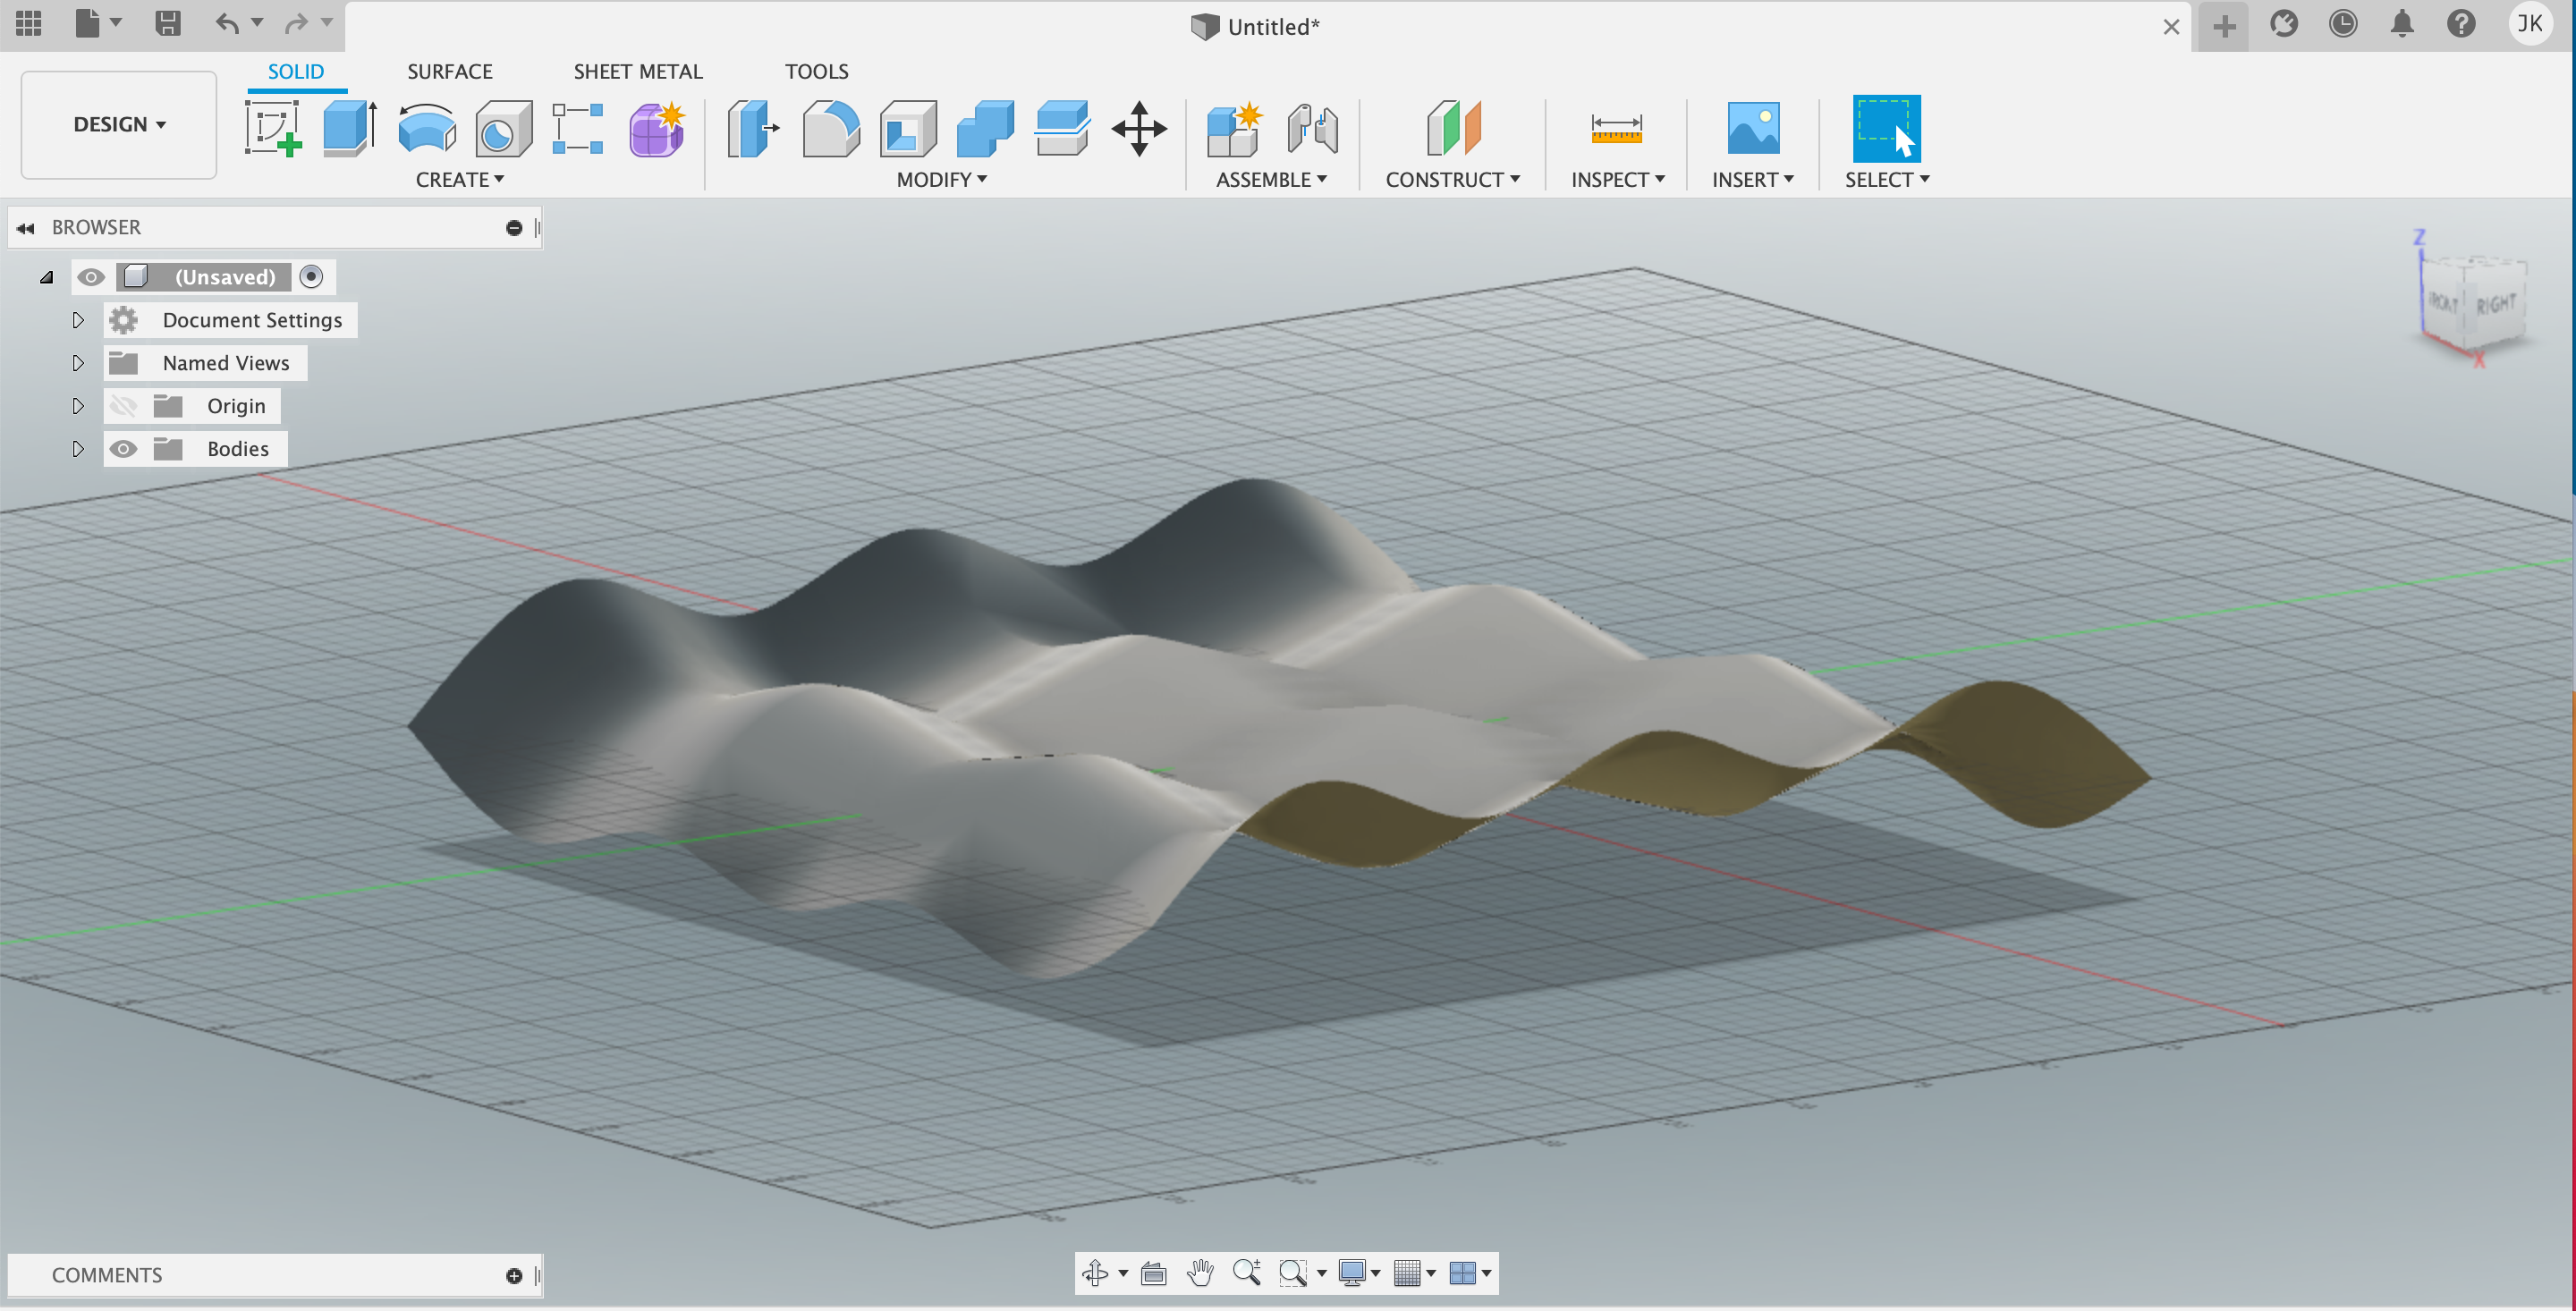 Untitled*
JK
DESIGN
SOLID
SURFACE
SHEET METAL
TOOLS
CREATE
MODIFY
ASSEMBLE
CONSTRUCT
INSPECT
INSERT
SELECT
BROWSER
(Unsaved)
Document Settings
Named Views
Origin
Bodies
Z
FRONT
RIGHT
X
COMMENTS